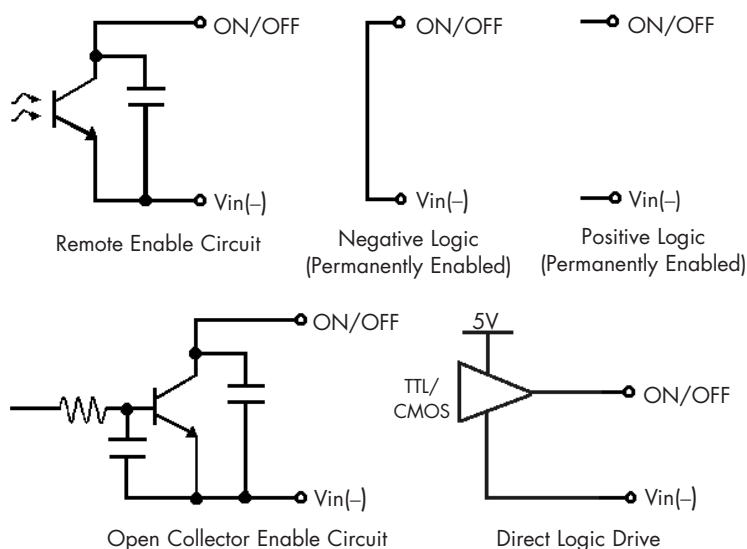 ON/OFF
Vin(–)
Remote Enable Circuit
ON/OFF
Vin(–)
Negative Logic
(Permanently Enabled)
ON/OFF
Vin(–)
Positive Logic
(Permanently Enabled)
ON/OFF
Vin(–)
Open Collector Enable Circuit
5V
TTL/
CMOS
ON/OFF
Vin(–)
Direct Logic Drive